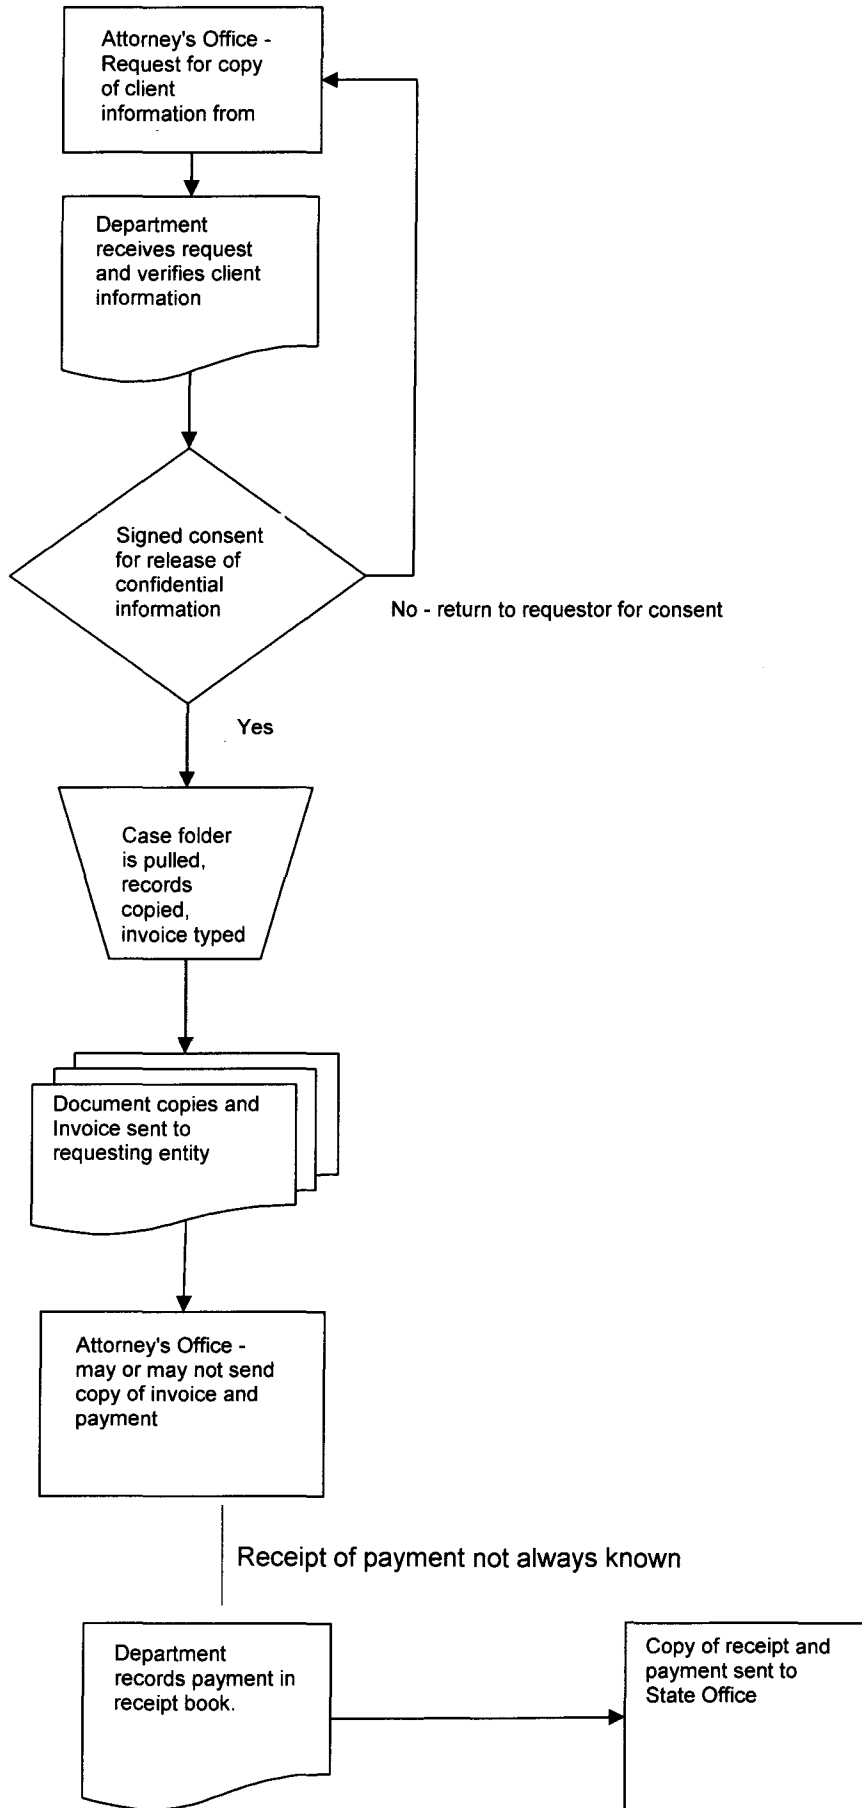 Attorney's Office -
Request for copy
of client
information from
Department
receives request
and verifies client
information
Signed consent
for release of
confidential
information
No - return to requestor for consent
Yes
Case folder
is pulled,
records
copied,
invoice typed
Document copies and
Invoice sent to
requesting entity
Attorney's Office -
may or may not send
copy of invoice and
payment
Receipt of payment not always known
Department
records payment in
receipt book.
Copy of receipt and
payment sent to
State Office